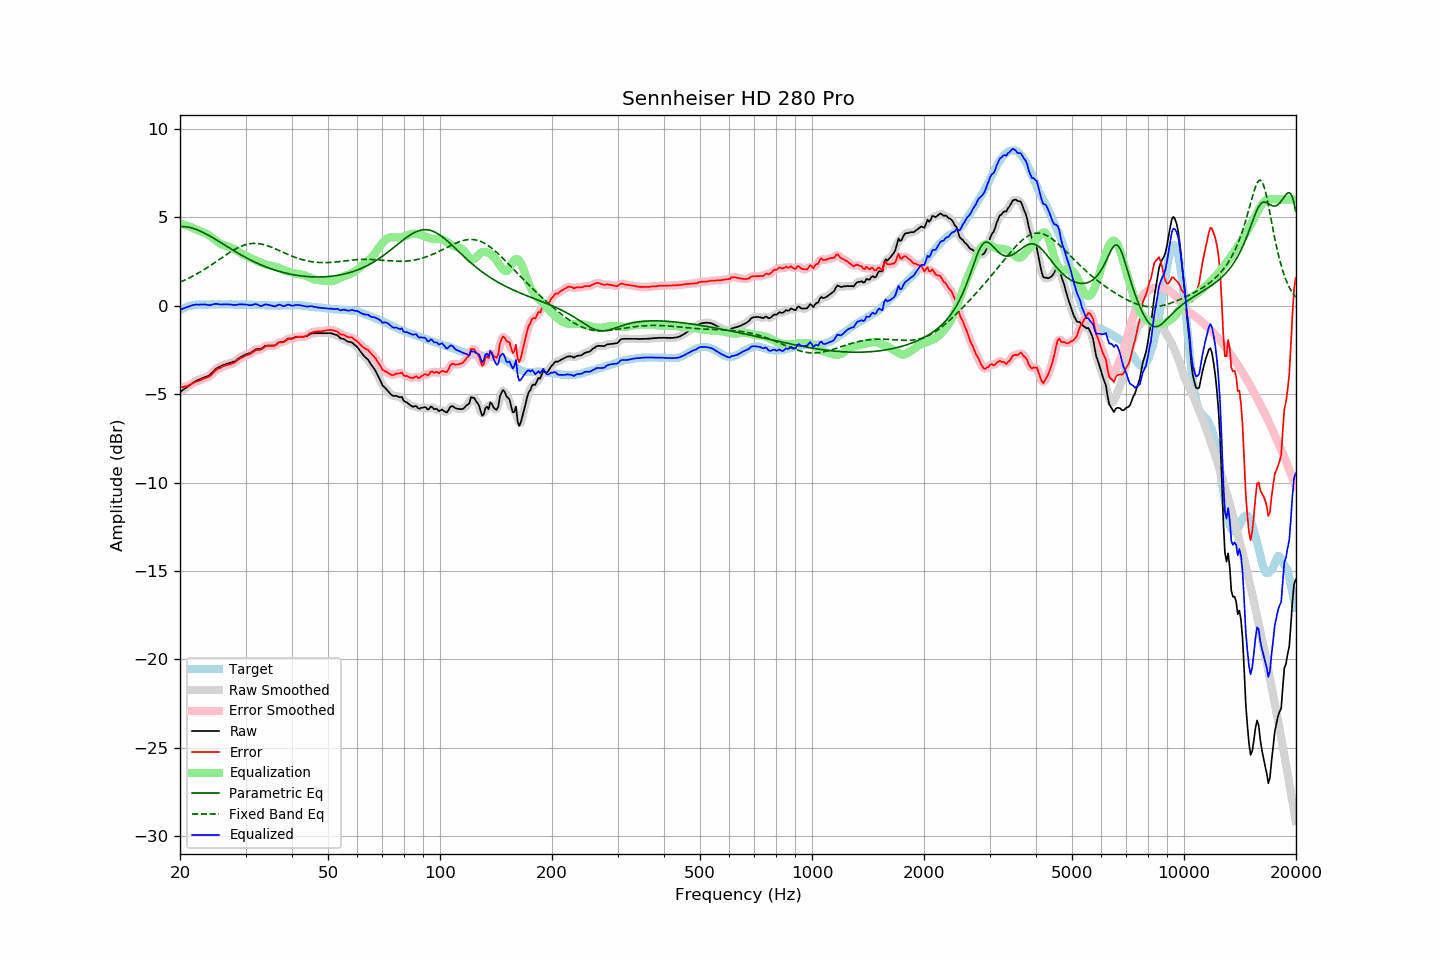 Sennheiser HD 280 Pro
10
5
0
−5
−10
−15
−20
−25
−30
Amplitude (dBr)
Target
Raw Smoothed
Error Smoothed
Raw
Error
Equalization
Parametric Eq
Fixed Band Eq
Equalized
20
50
100
200
500
1000
2000
5000
10000
20000
Frequency (Hz)